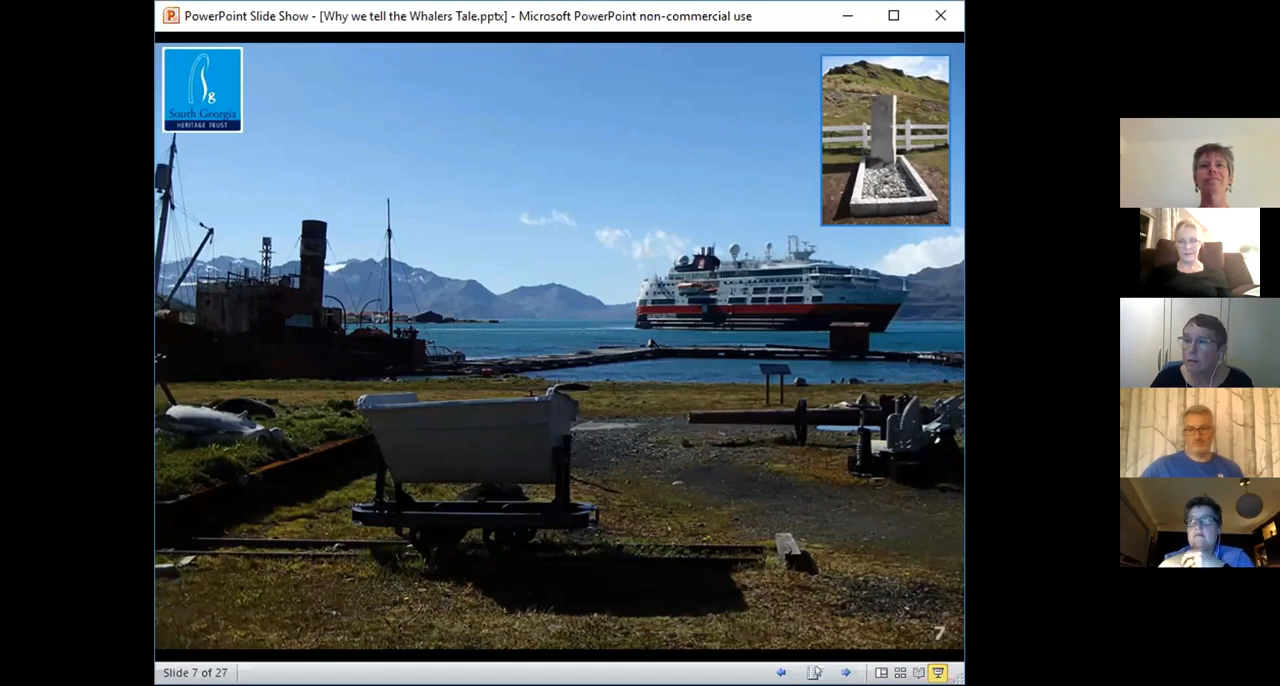 PowerPoint Slide Show - [Why we tell the Whalers Tale.pptx] - Microsoft PowerPoint non-commercial use
Sg
South Georgia
HERITAGE TRUST
7
Slide 7 of 27